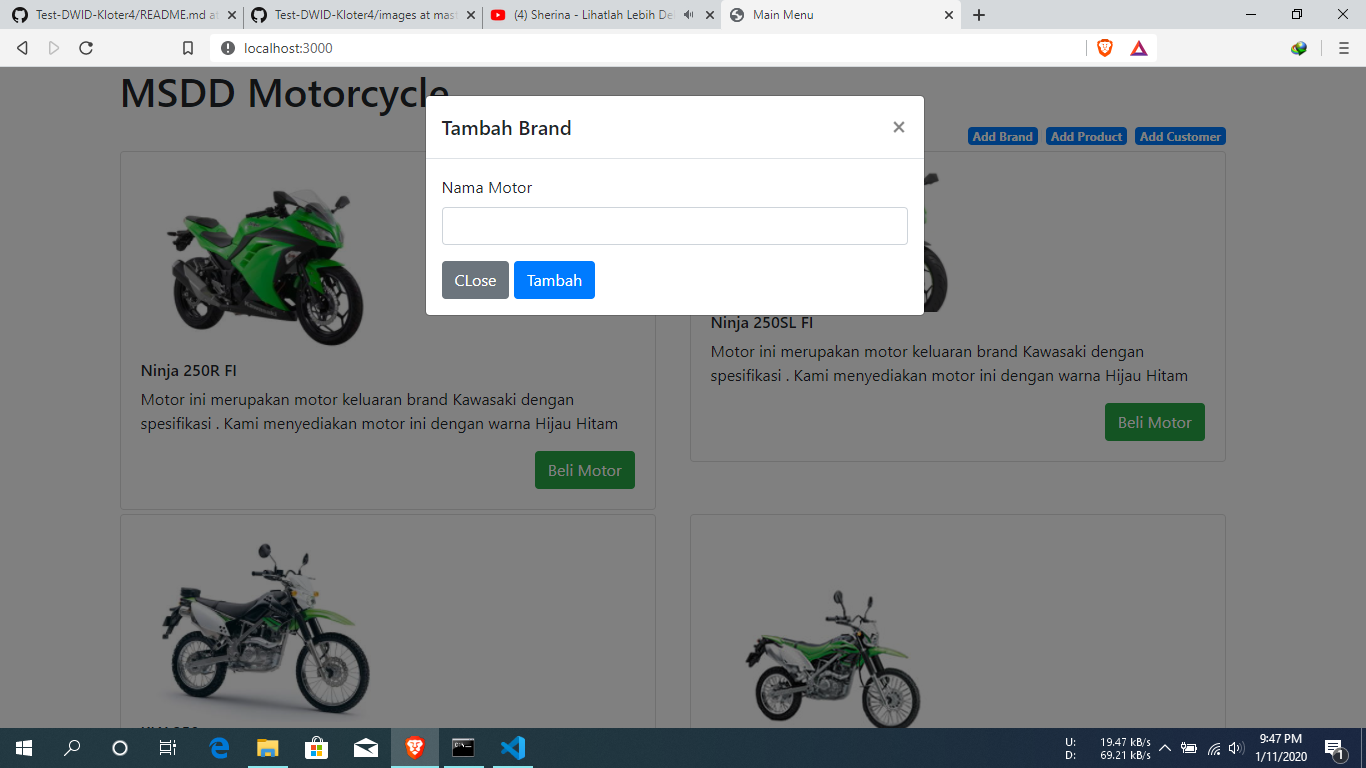 Test-DWID-Kloter4/README.md at
Test-DWID-Kloter4/images at mast
(4) Sherina - Lihatlah Lebih De
Main Menu
localhost:3000
MSDD Motorcycle
Tambah Brand
×
Add Brand Add Product Add Customer
Nama Motor
CLose Tambah
Ninja 250SL FI
Motor ini merupakan motor keluaran brand Kawasaki dengan
spesifikasi . Kami menyediakan motor ini dengan warna Hijau Hitam
Beli Motor
Ninja 250R FI
Motor ini merupakan motor keluaran brand Kawasaki dengan
spesifikasi . Kami menyediakan motor ini dengan warna Hijau Hitam
Beli Motor
U: 19.47 kB/s
D: 69.21 kB/s
9:47 PM
1/11/2020
1